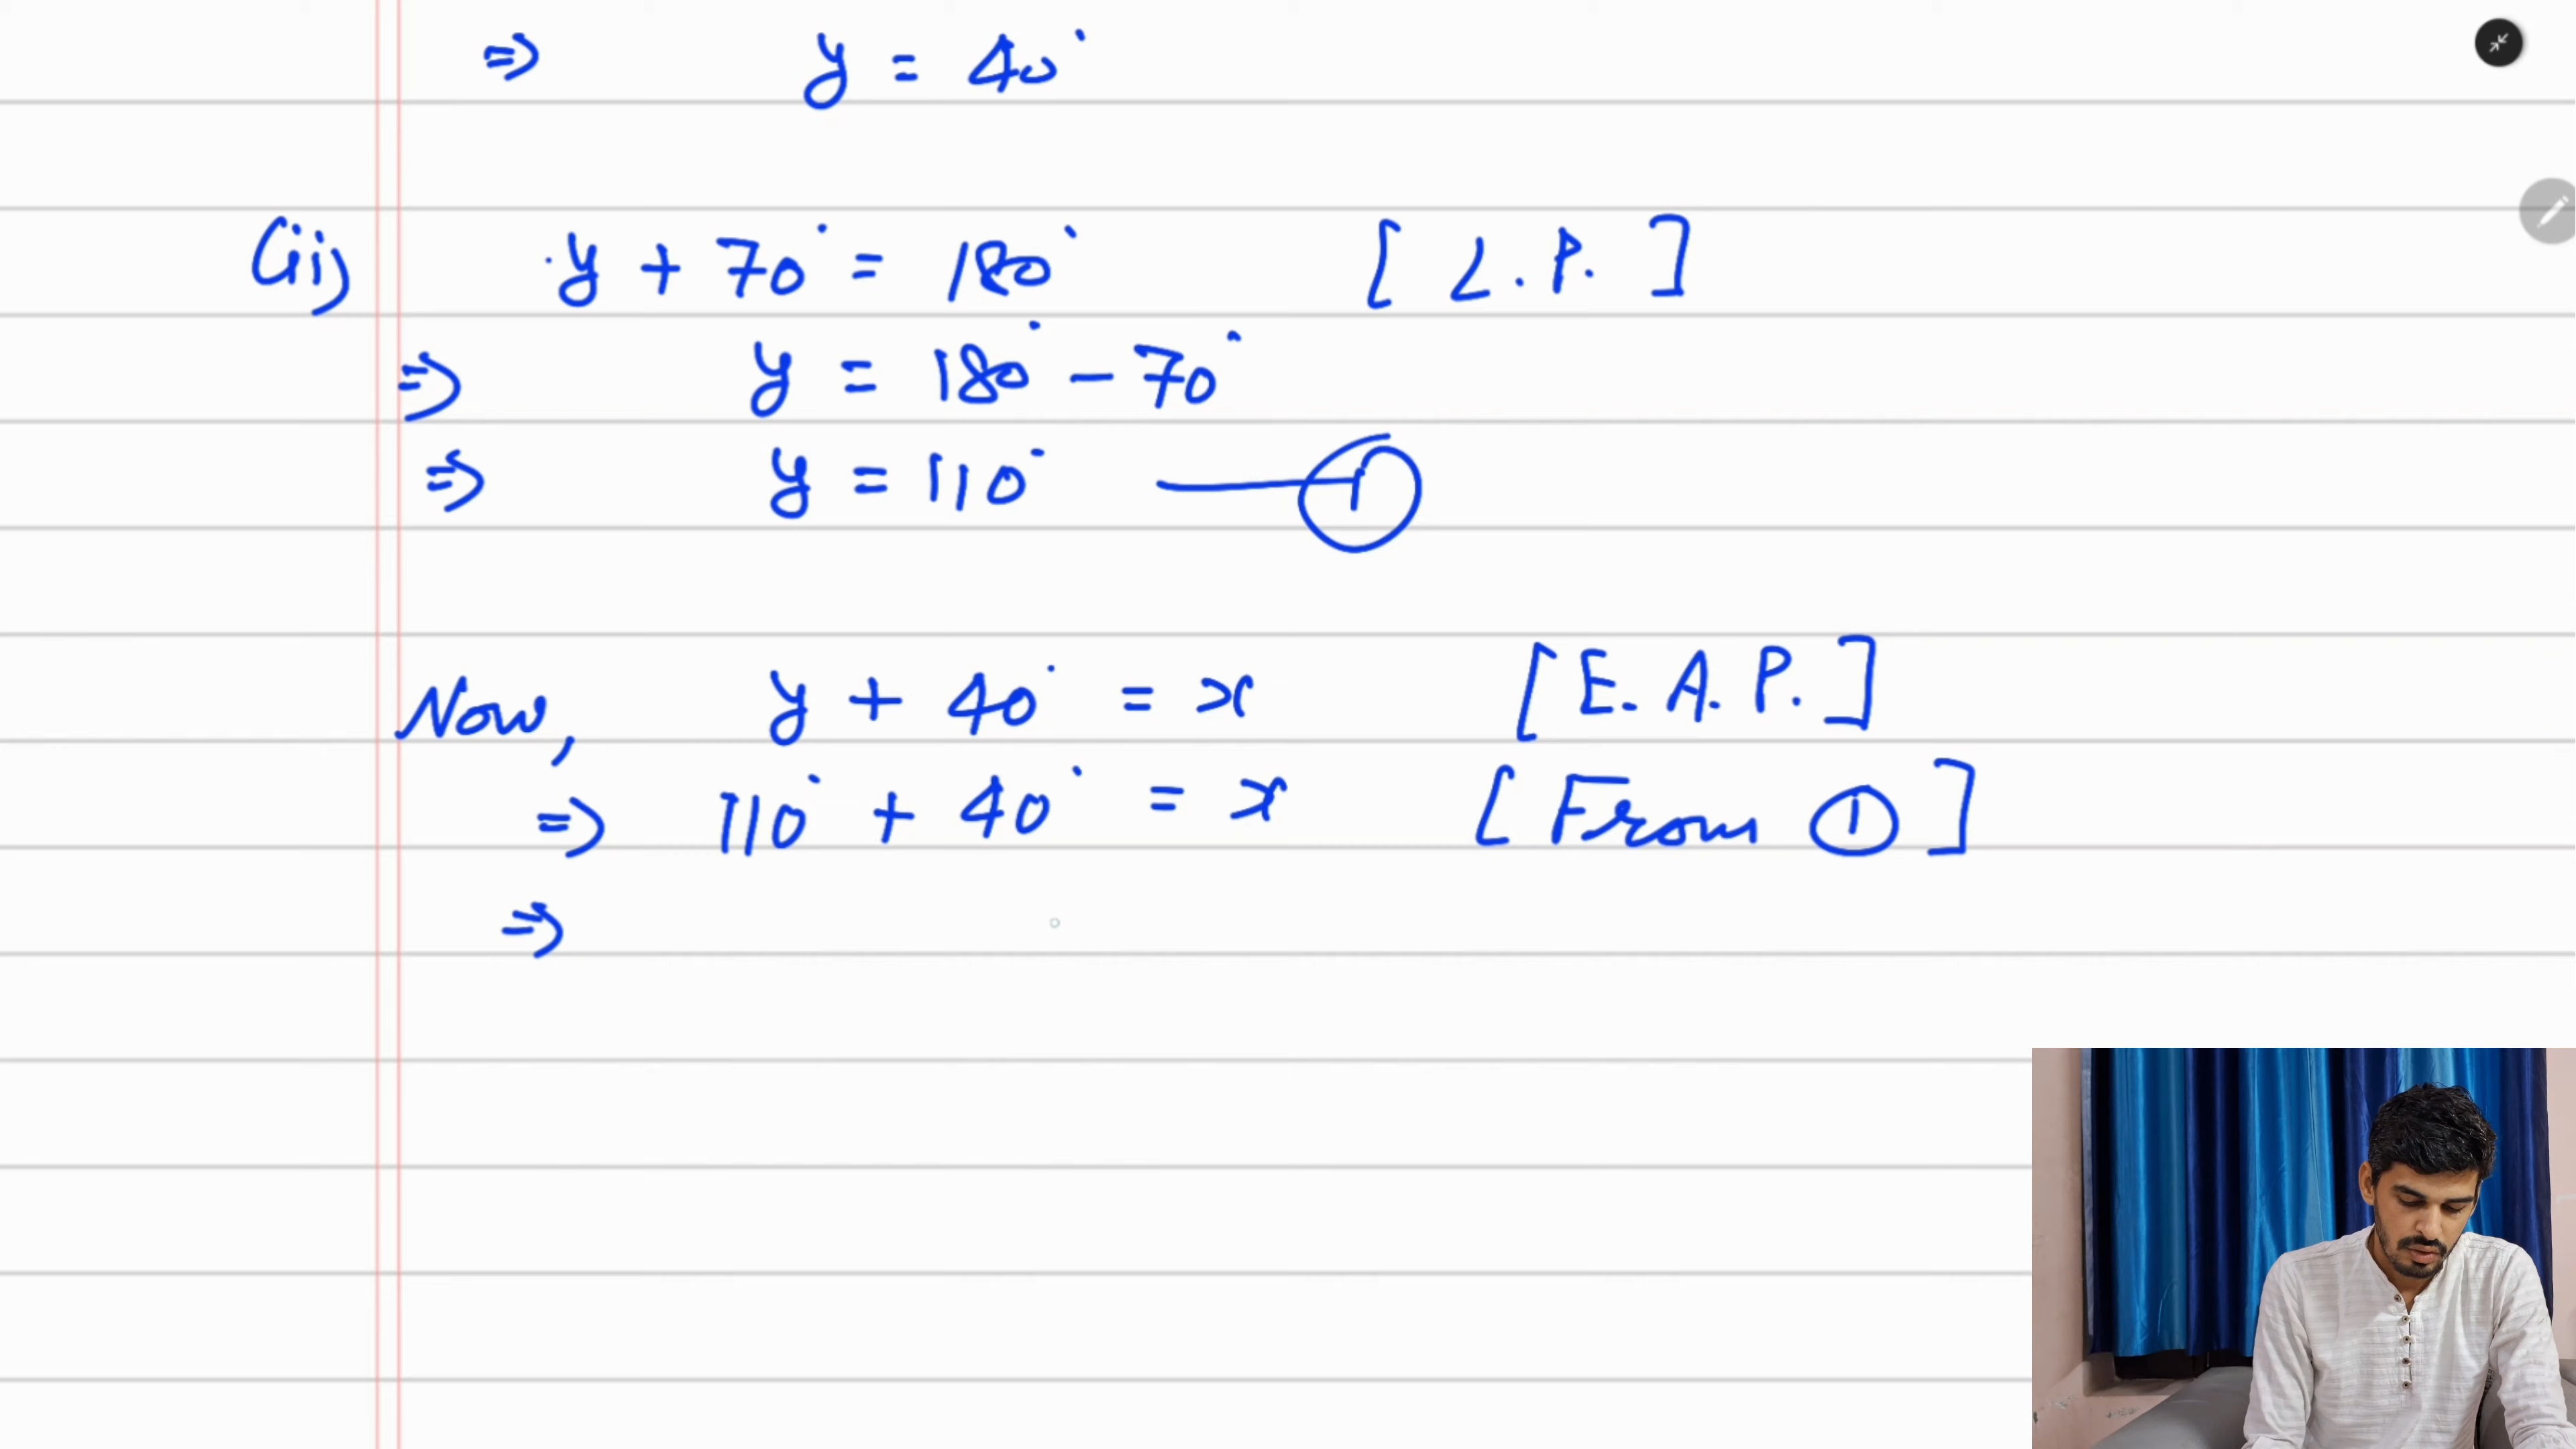 ⇒ y = 40°
(ii) y + 70° = 180° [ L.P. ]
⇒ y = 180° - 70°
⇒ y = 110° — ①
Now, y + 40° = x [ E. A. P. ]
⇒ 110° + 40° = x [ From ① ]
⇒